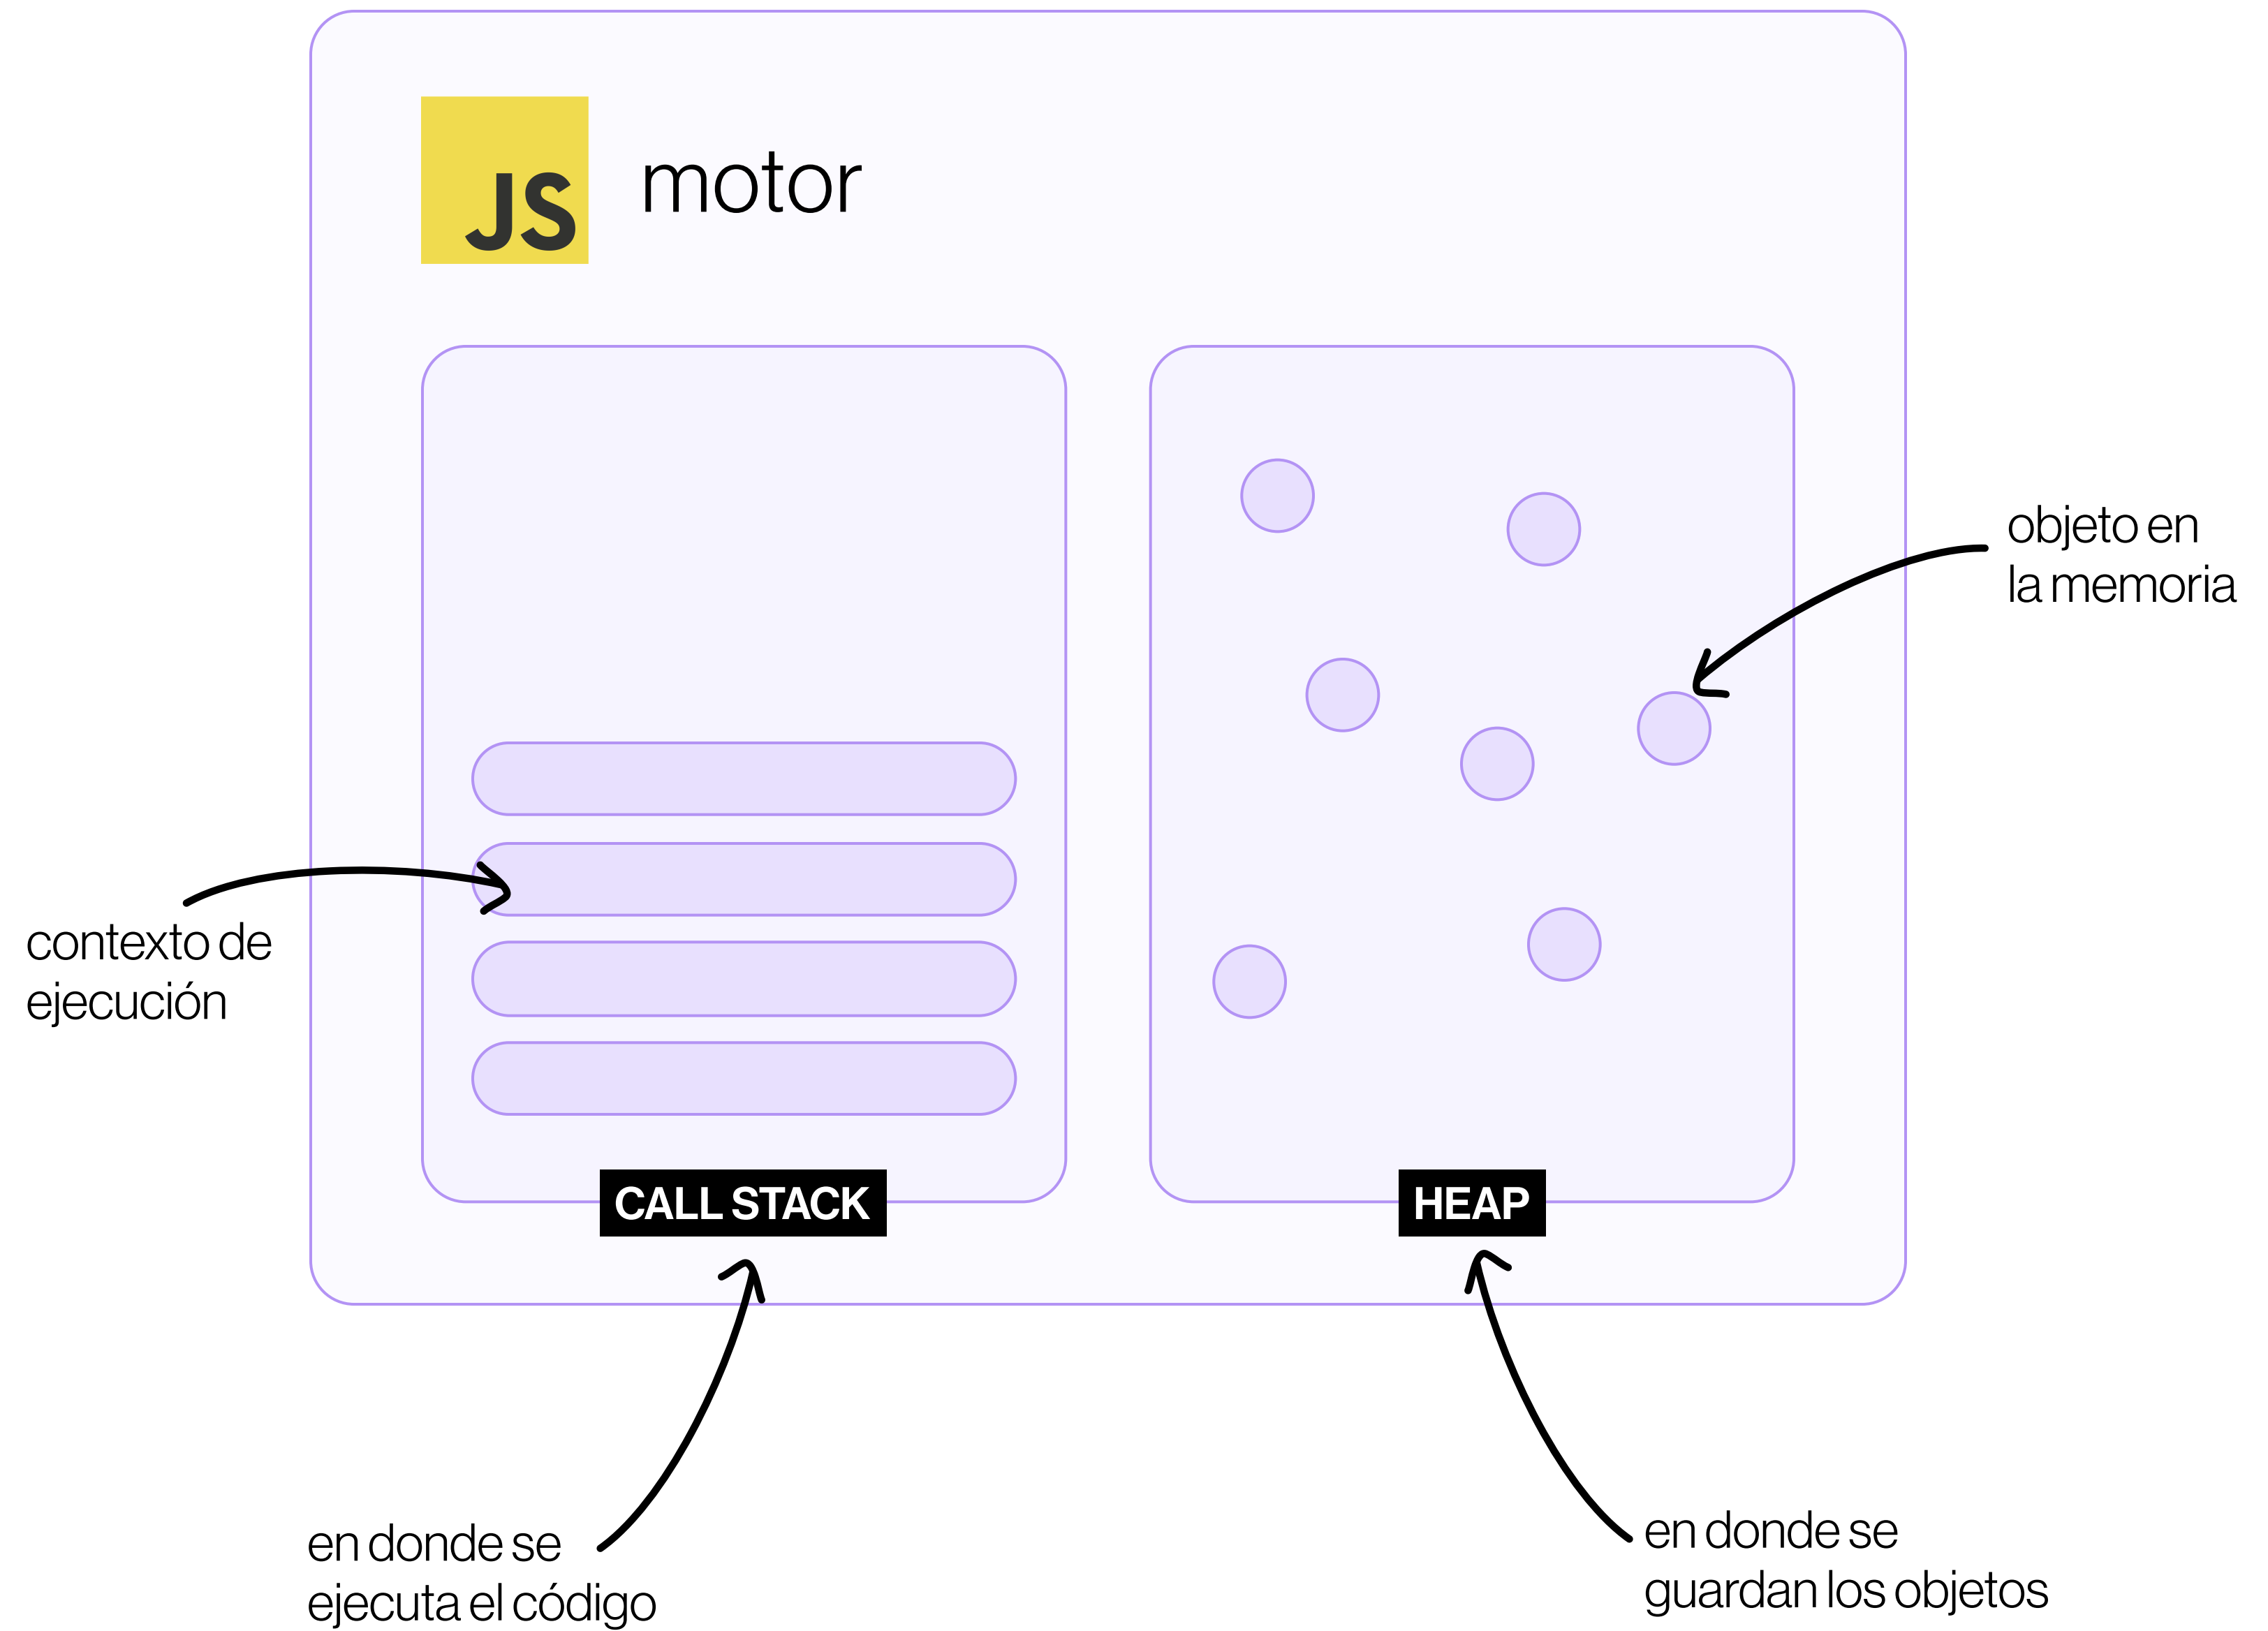 JS
motor
objeto en
la memoria
contexto de
ejecución
CALL STACK
HEAP
en donde se
ejecuta el código
en donde se
guardan los objetos